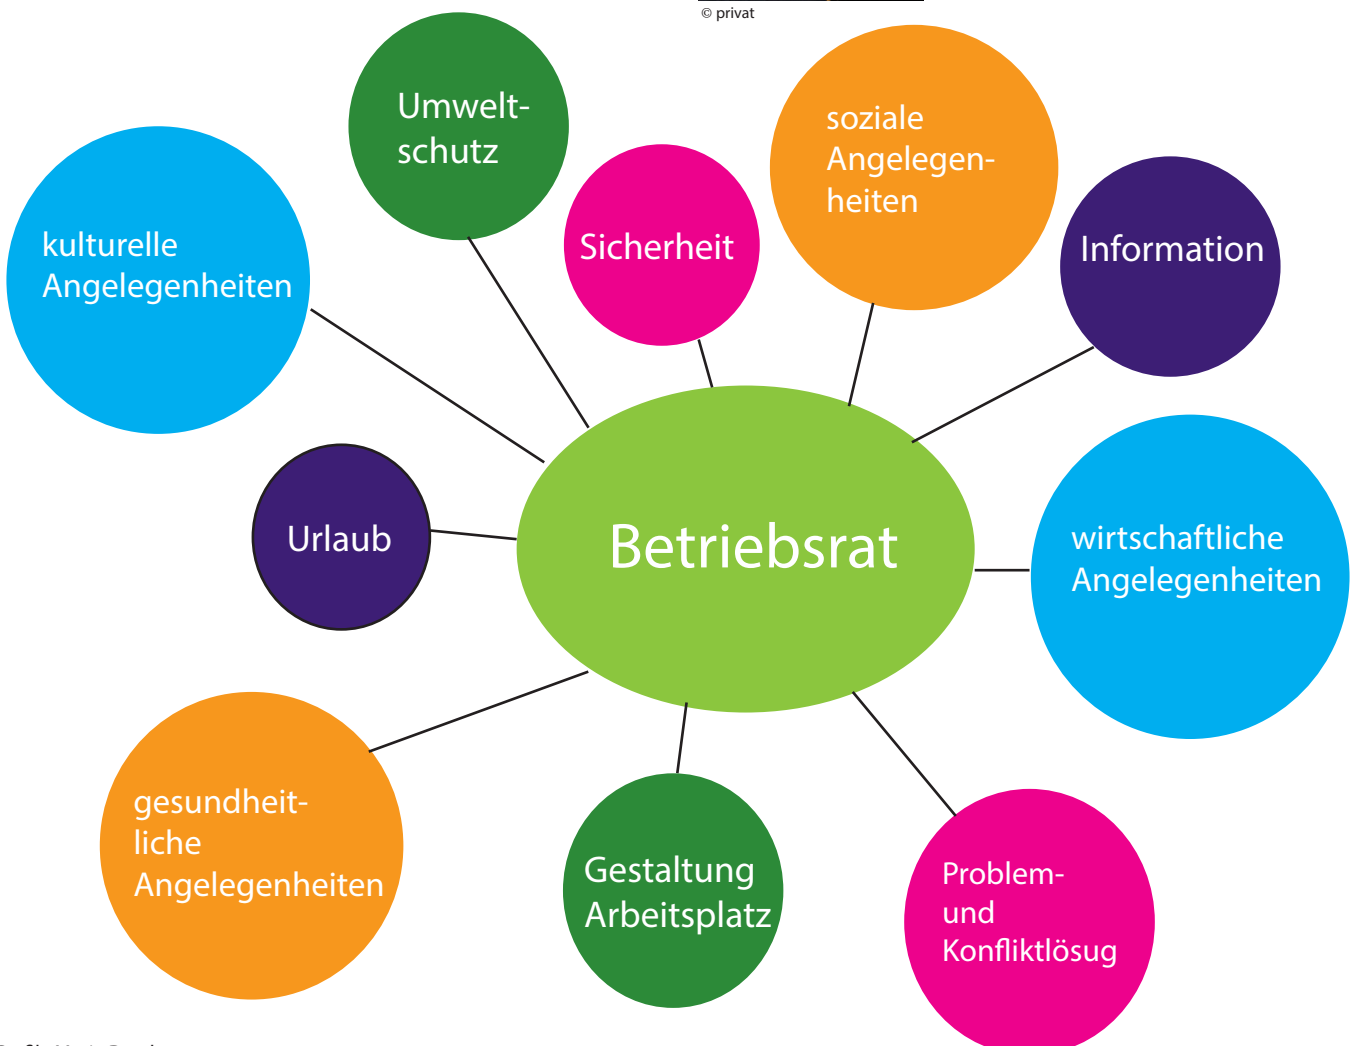 © privat
Umwelt-
schutz
soziale
Angelegen-
heiten
kulturelle
Angelegenheiten
Sicherheit
Information
Urlaub
Betriebsrat
wirtschaftliche
Angelegenheiten
gesundheit-
liche
Angelegenheiten
Gestaltung
Arbeitsplatz
Problem-
und
Konfliktlösug